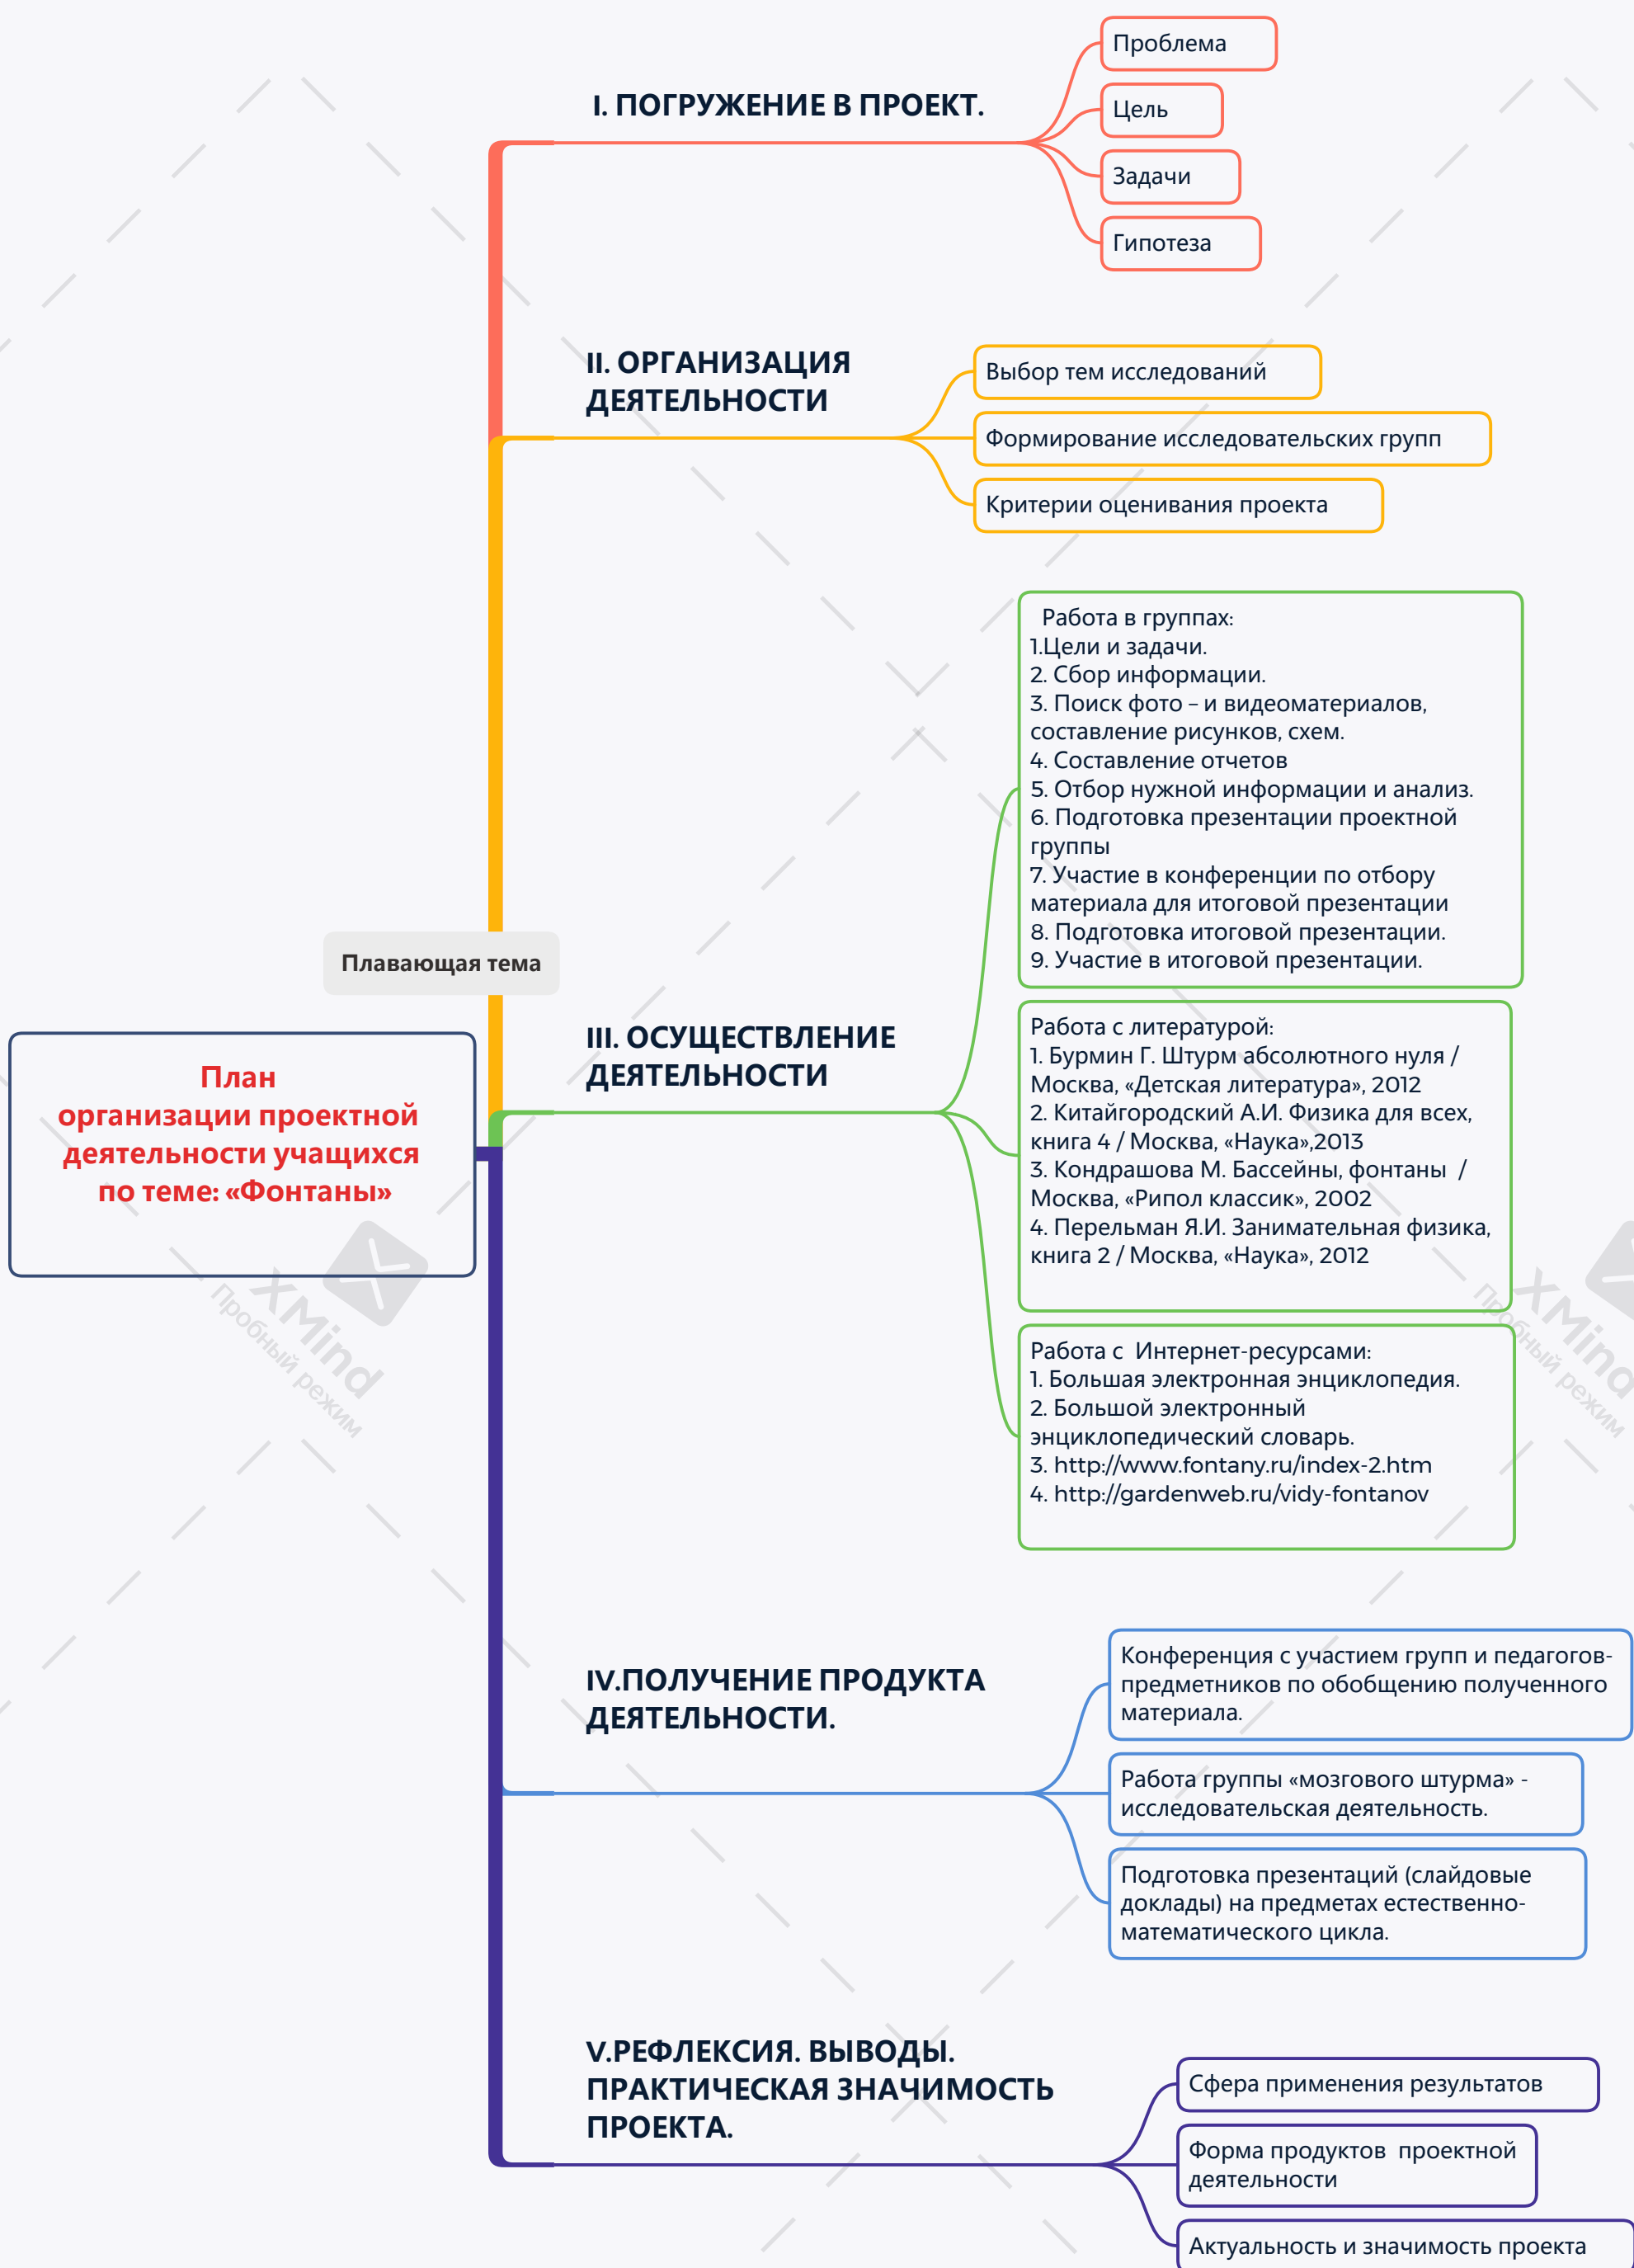 План
организации проектной
деятельности учащихся
по теме: «Фонтаны»
Плавающая тема
I. ПОГРУЖЕНИЕ В ПРОЕКТ.
Проблема
Цель
Задачи
Гипотеза
II. ОРГАНИЗАЦИЯ
ДЕЯТЕЛЬНОСТИ
Выбор тем исследований
Формирование исследовательских групп
Критерии оценивания проекта
III. ОСУЩЕСТВЛЕНИЕ
ДЕЯТЕЛЬНОСТИ
Работа в группах:
1.Цели и задачи.
2. Сбор информации.
3. Поиск фото – и видеоматериалов,
составление рисунков, схем.
4. Составление отчетов
5. Отбор нужной информации и анализ.
6. Подготовка презентации проектной
группы
7. Участие в конференции по отбору
материала для итоговой презентации
8. Подготовка итоговой презентации.
9. Участие в итоговой презентации.
Работа с литературой:
1. Бурмин Г. Штурм абсолютного нуля /
Москва, «Детская литература», 2012
2. Китайгородский А.И. Физика для всех,
книга 4 / Москва, «Наука»,2013
3. Кондрашова М. Бассейны, фонтаны  /
Москва, «Рипол классик», 2002
4. Перельман Я.И. Занимательная физика,
книга 2 / Москва, «Наука», 2012
Работа с  Интернет-ресурсами:
1. Большая электронная энциклопедия.
2. Большой электронный
энциклопедический словарь.
3. http://www.fontany.ru/index-2.htm
4. http://gardenweb.ru/vidy-fontanov
IV.ПОЛУЧЕНИЕ ПРОДУКТА
ДЕЯТЕЛЬНОСТИ.
Конференция с участием групп и педагогов-
предметников по обобщению полученного
материала.
Работа группы «мозгового штурма» -
исследовательская деятельность.
Подготовка презентаций (слайдовые
доклады) на предметах естественно-
математического цикла.
V.РЕФЛЕКСИЯ. ВЫВОДЫ.
ПРАКТИЧЕСКАЯ ЗНАЧИМОСТЬ
ПРОЕКТА.
Сфера применения результатов
Форма продуктов  проектной
деятельности
Актуальность и значимость проекта
XMind
Пробный режим
XMind
Пробный режим